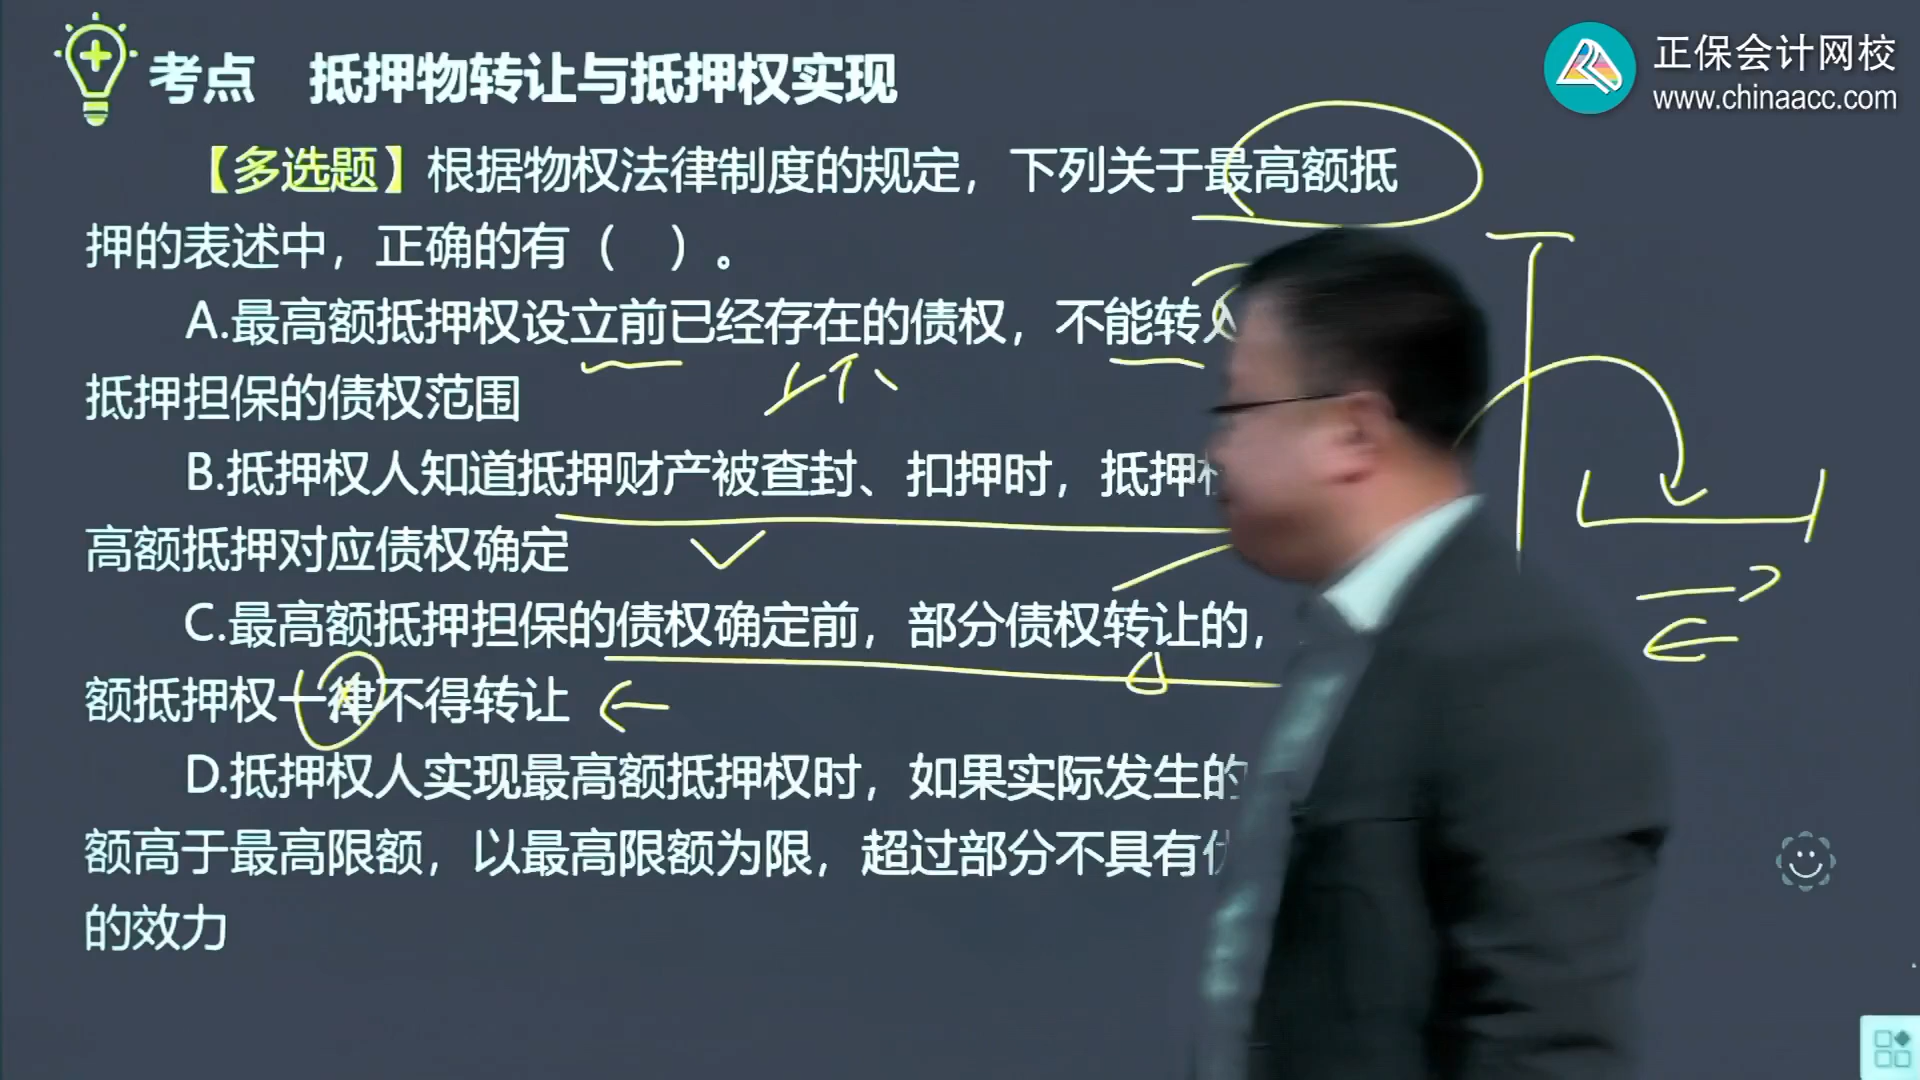 考点 抵押物转让与抵押权实现
正保会计网校
www.chinaacc.com
【多选题】根据物权法律制度的规定，下列关于最高额抵
押的表述中，正确的有（ ）。
A.最高额抵押权设立前已经存在的债权，不能转入
抵押担保的债权范围
B.抵押权人知道抵押财产被查封、扣押时，抵押
高额抵押对应债权确定
C.最高额抵押担保的债权确定前，部分债权转让的，
额抵押权一律不得转让
D.抵押权人实现最高额抵押权时，如果实际发生的
额高于最高限额，以最高限额为限，超过部分不具有
的效力